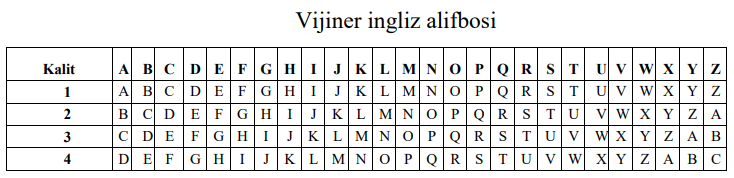 Vijiner ingliz alifbosi
Kalit A B C D E F G H I J K L M N O P Q R S T U V W X Y Z
1 A B C D E F G H I J K L M N O P Q R S T U V W X Y Z
2 B C D E F G H I J K L M N O P Q R S T U V W X Y Z A
3 C D E F G H I J K L M N O P Q R S T U V W X Y Z A B
4 D E F G H I J K L M N O P Q R S T U V W X Y Z A B C